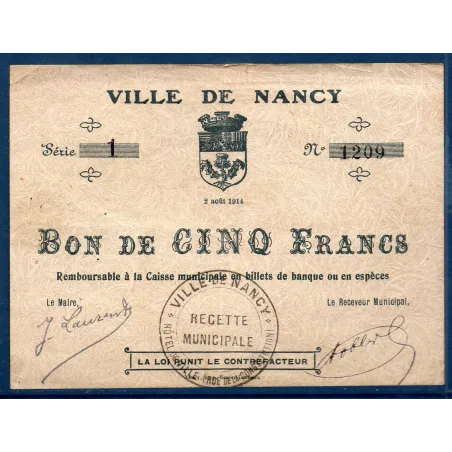 VILLE DE NANCY
Série 1 N° 1209
2 août 1914
BON DE CINQ FRANCS
Remboursable à la Caisse municipale en billets de banque ou en espèces
Le Maire, Le Receveur Municipal,
VILLE DE NANCY
RECETTE
MUNICIPALE
J. Laurent
LA LOI PUNIT LE CONTREFACTEUR